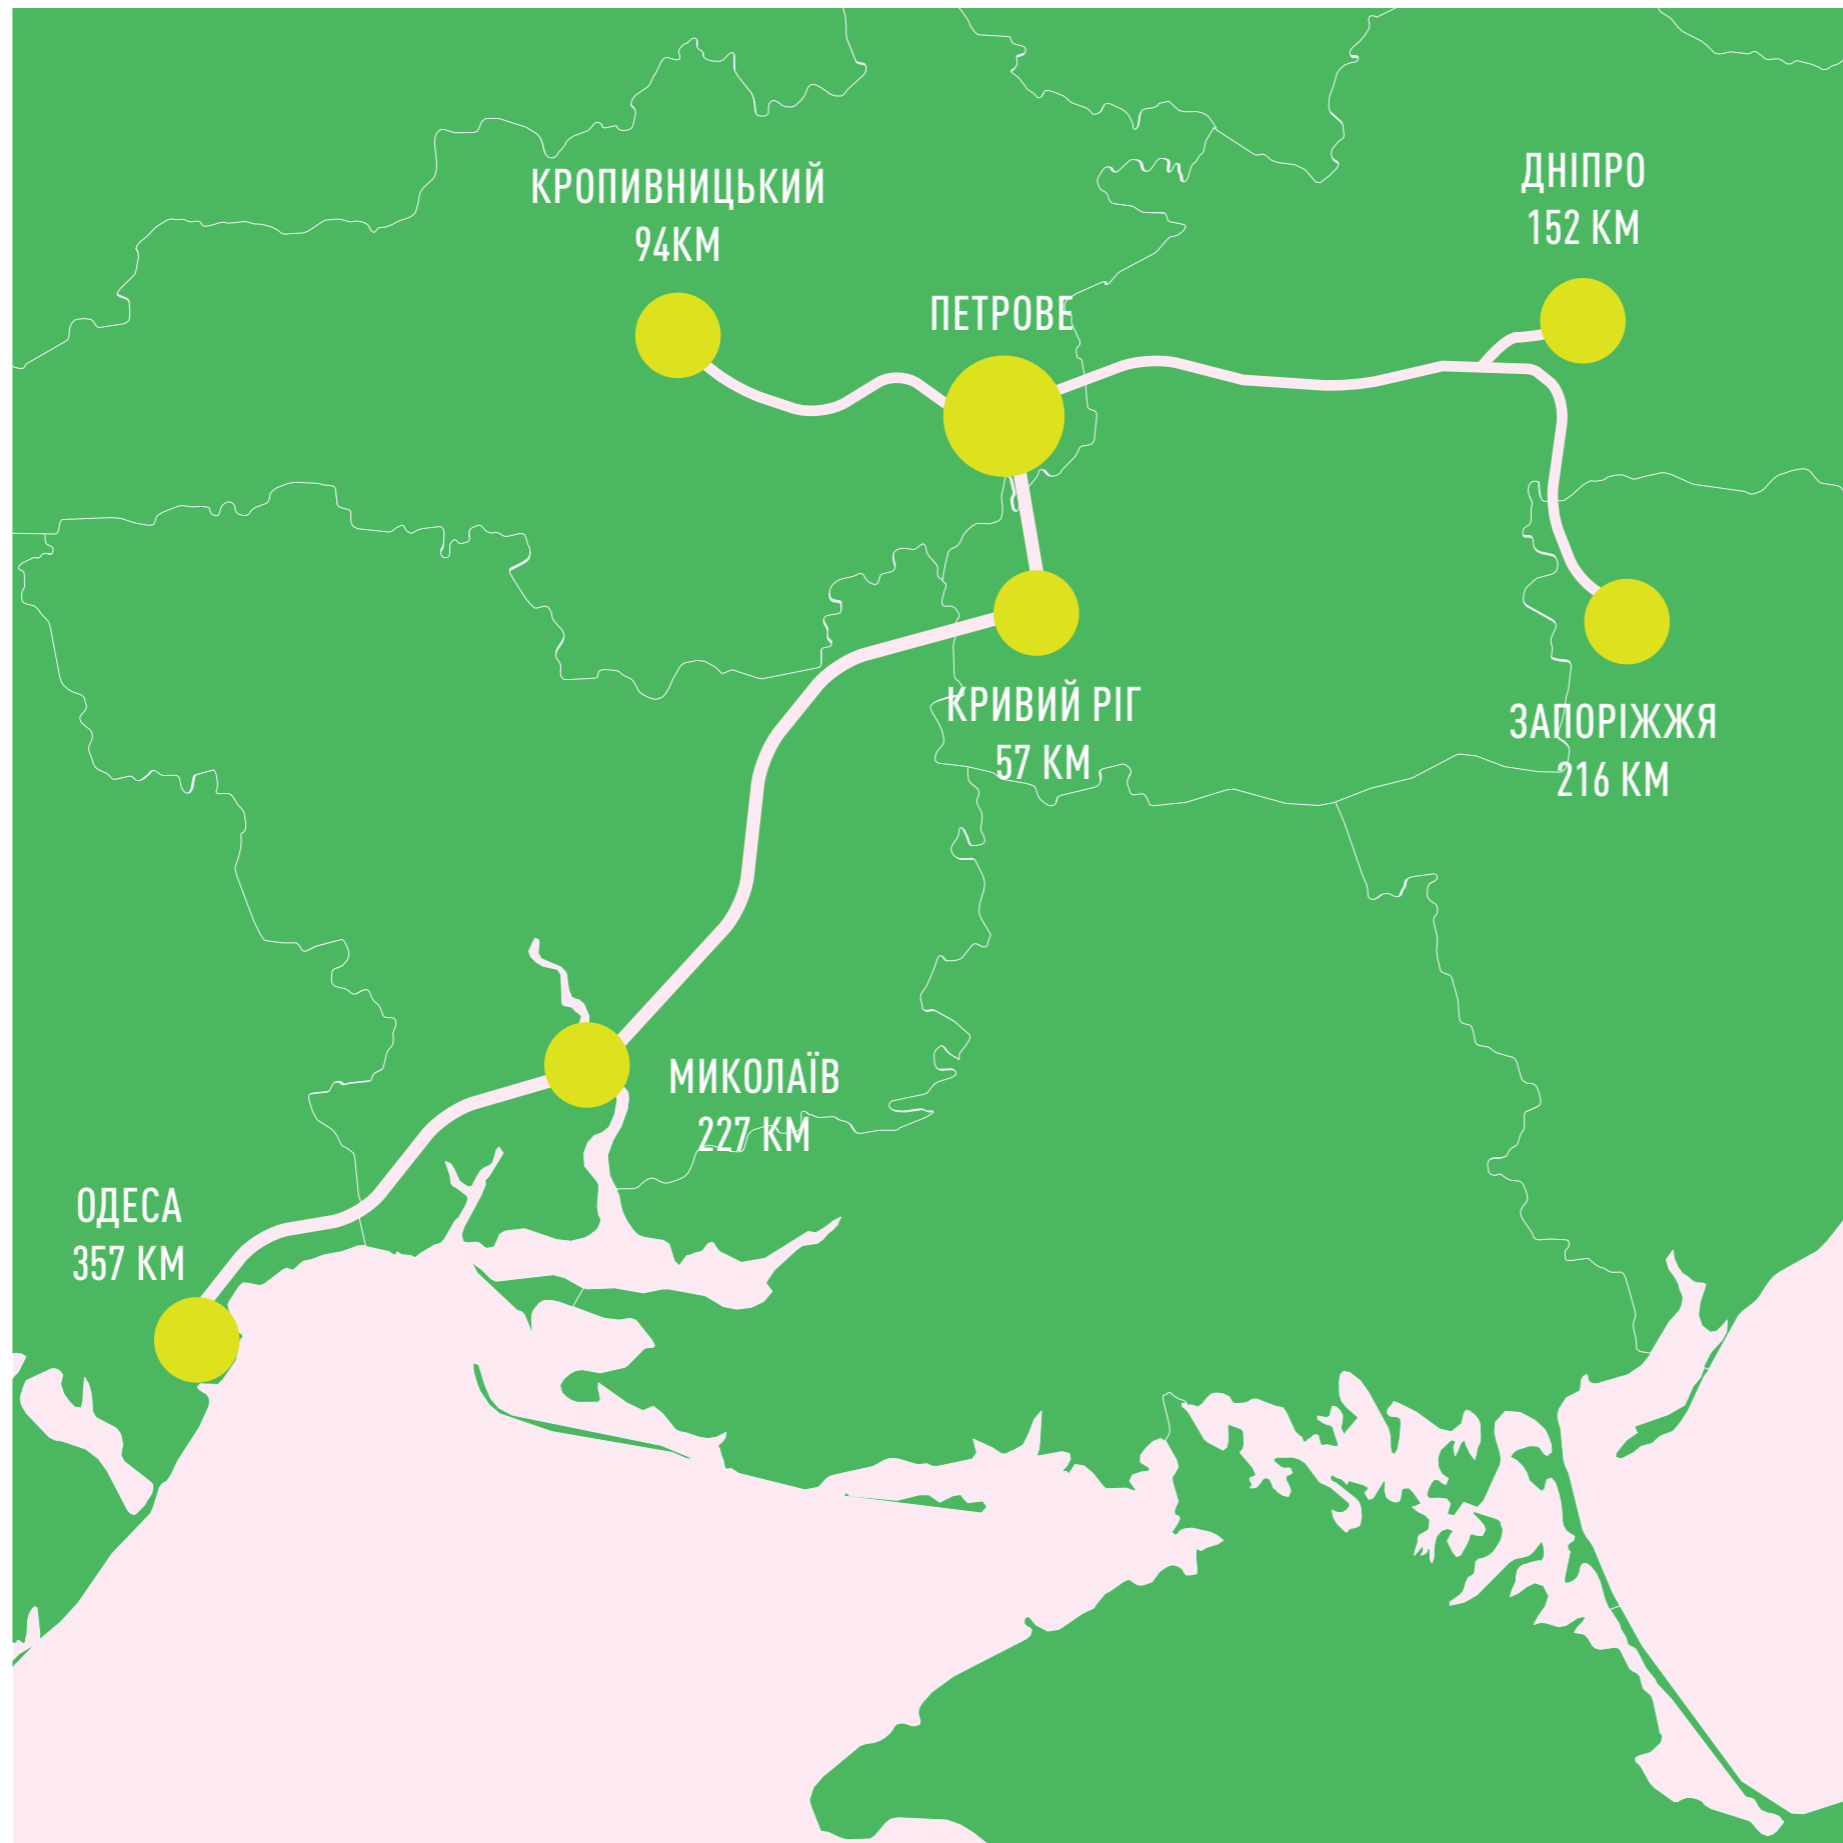 КРОПИВНИЦЬКИЙ
94КМ
ДНІПРО
152 КМ
ПЕТРОВЕ
КРИВИЙ РІГ
57 КМ
ЗАПОРІЖЖЯ
216 КМ
МИКОЛАЇВ
227 КМ
ОДЕСА
357 КМ